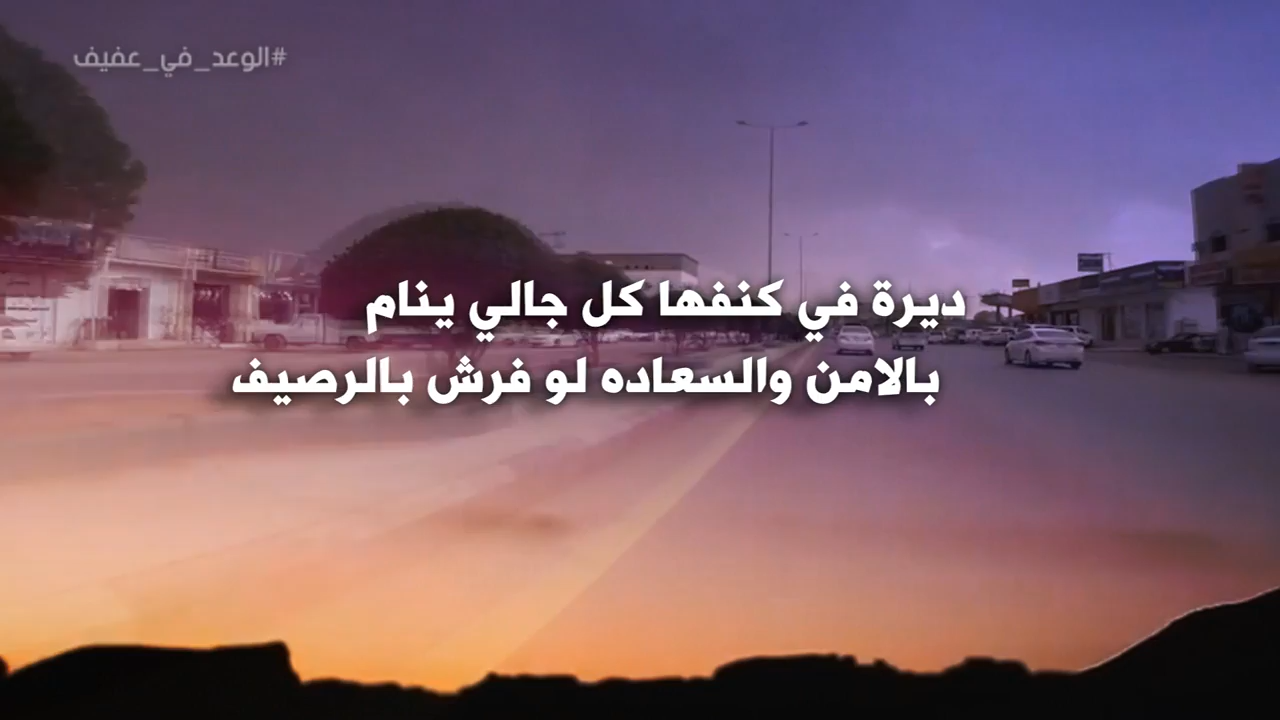 #الوعد_في_عفيف
ديرة في كنفها كل جالي ينام
بالامن والسعاده لو فرش بالرصيف